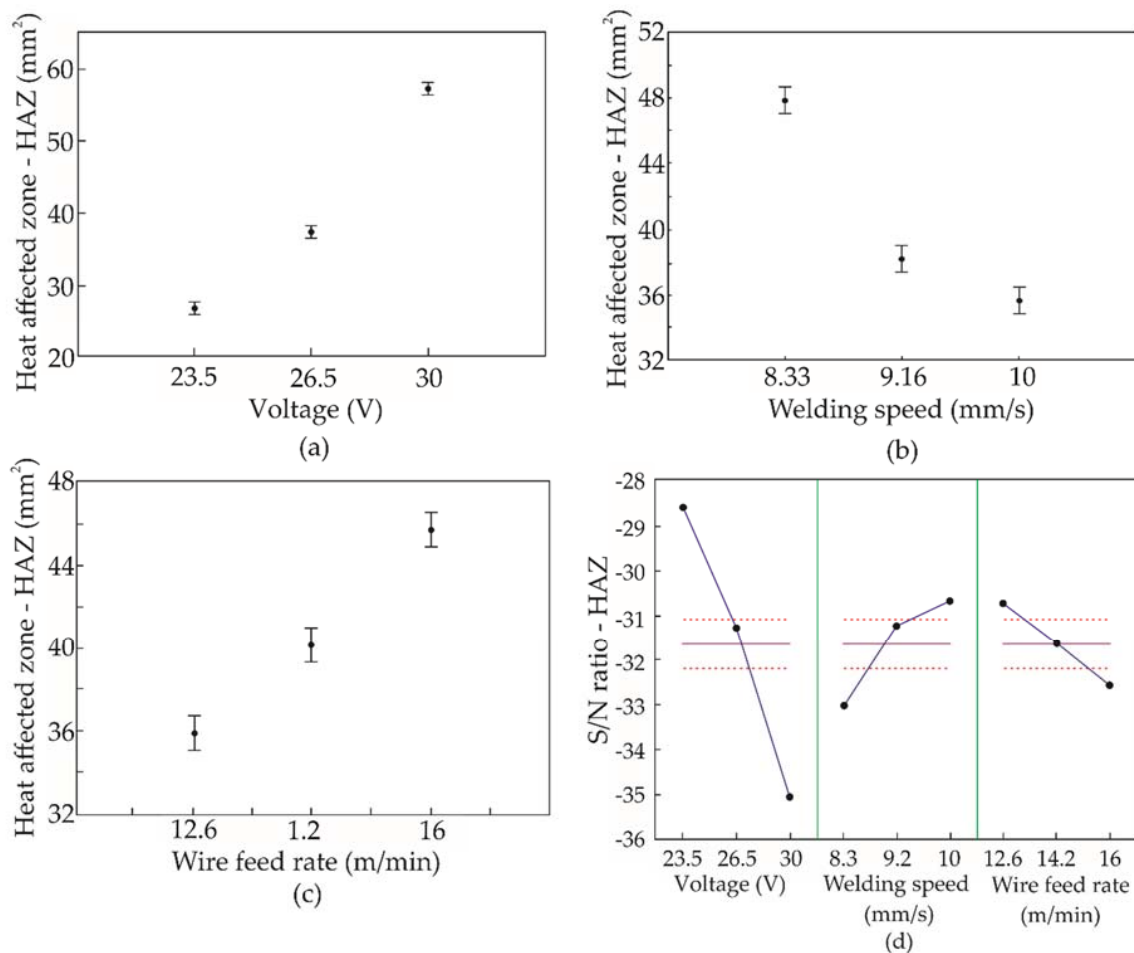 Heat affected zone - HAZ (mm²)
60
50
40
30
20
23.5 26.5 30
Voltage (V)
(a)
Heat affected zone - HAZ (mm²)
52
48
44
40
36
32
8.33 9.16 10
Welding speed (mm/s)
(b)
Heat affected zone - HAZ (mm²)
48
44
40
36
32
12.6 1.2 16
Wire feed rate (m/min)
(c)
S/N ratio - HAZ
-28
-30
-31
-32
-33
-34
-35
-36
23.5 26.5 30 8.3 9.2 10 12.6 14.2 16
Voltage (V) Welding speed Wire feed rate
(mm/s) (m/min)
(d)